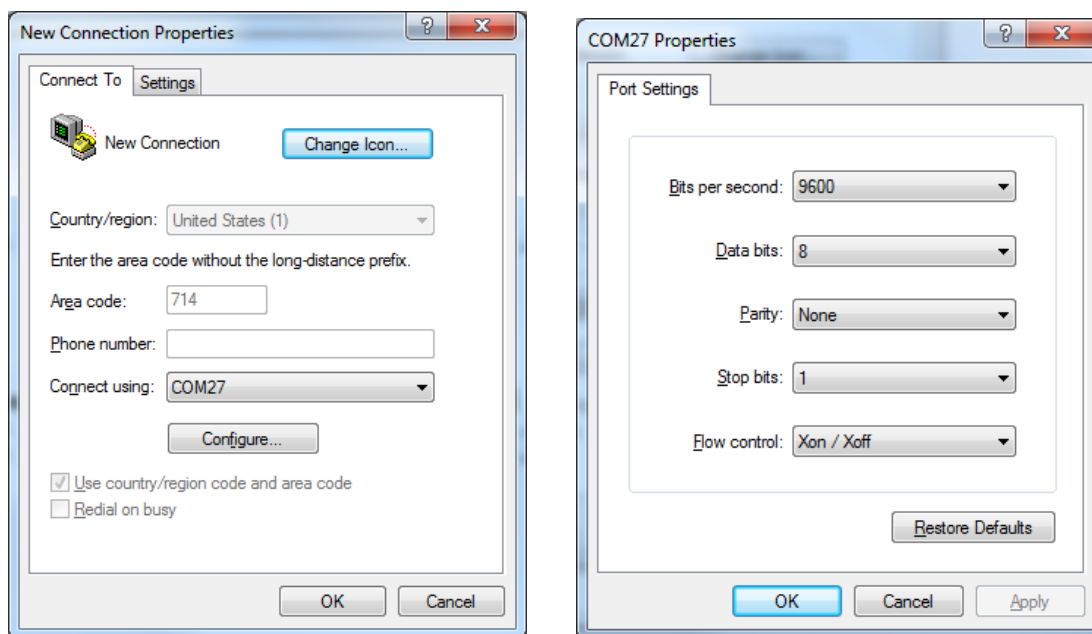 New Connection Properties
Connect To
Settings
New Connection
Change Icon...
Country/region:
United States (1)
Enter the area code without the long-distance prefix.
Area code:
714
Phone number:
Connect using:
COM27
Configure...
Use country/region code and area code
Redial on busy
OK
Cancel
COM27 Properties
Port Settings
Bits per second:
9600
Data bits:
8
Parity:
None
Stop bits:
1
Flow control:
Xon / Xoff
Restore Defaults
OK
Cancel
Apply